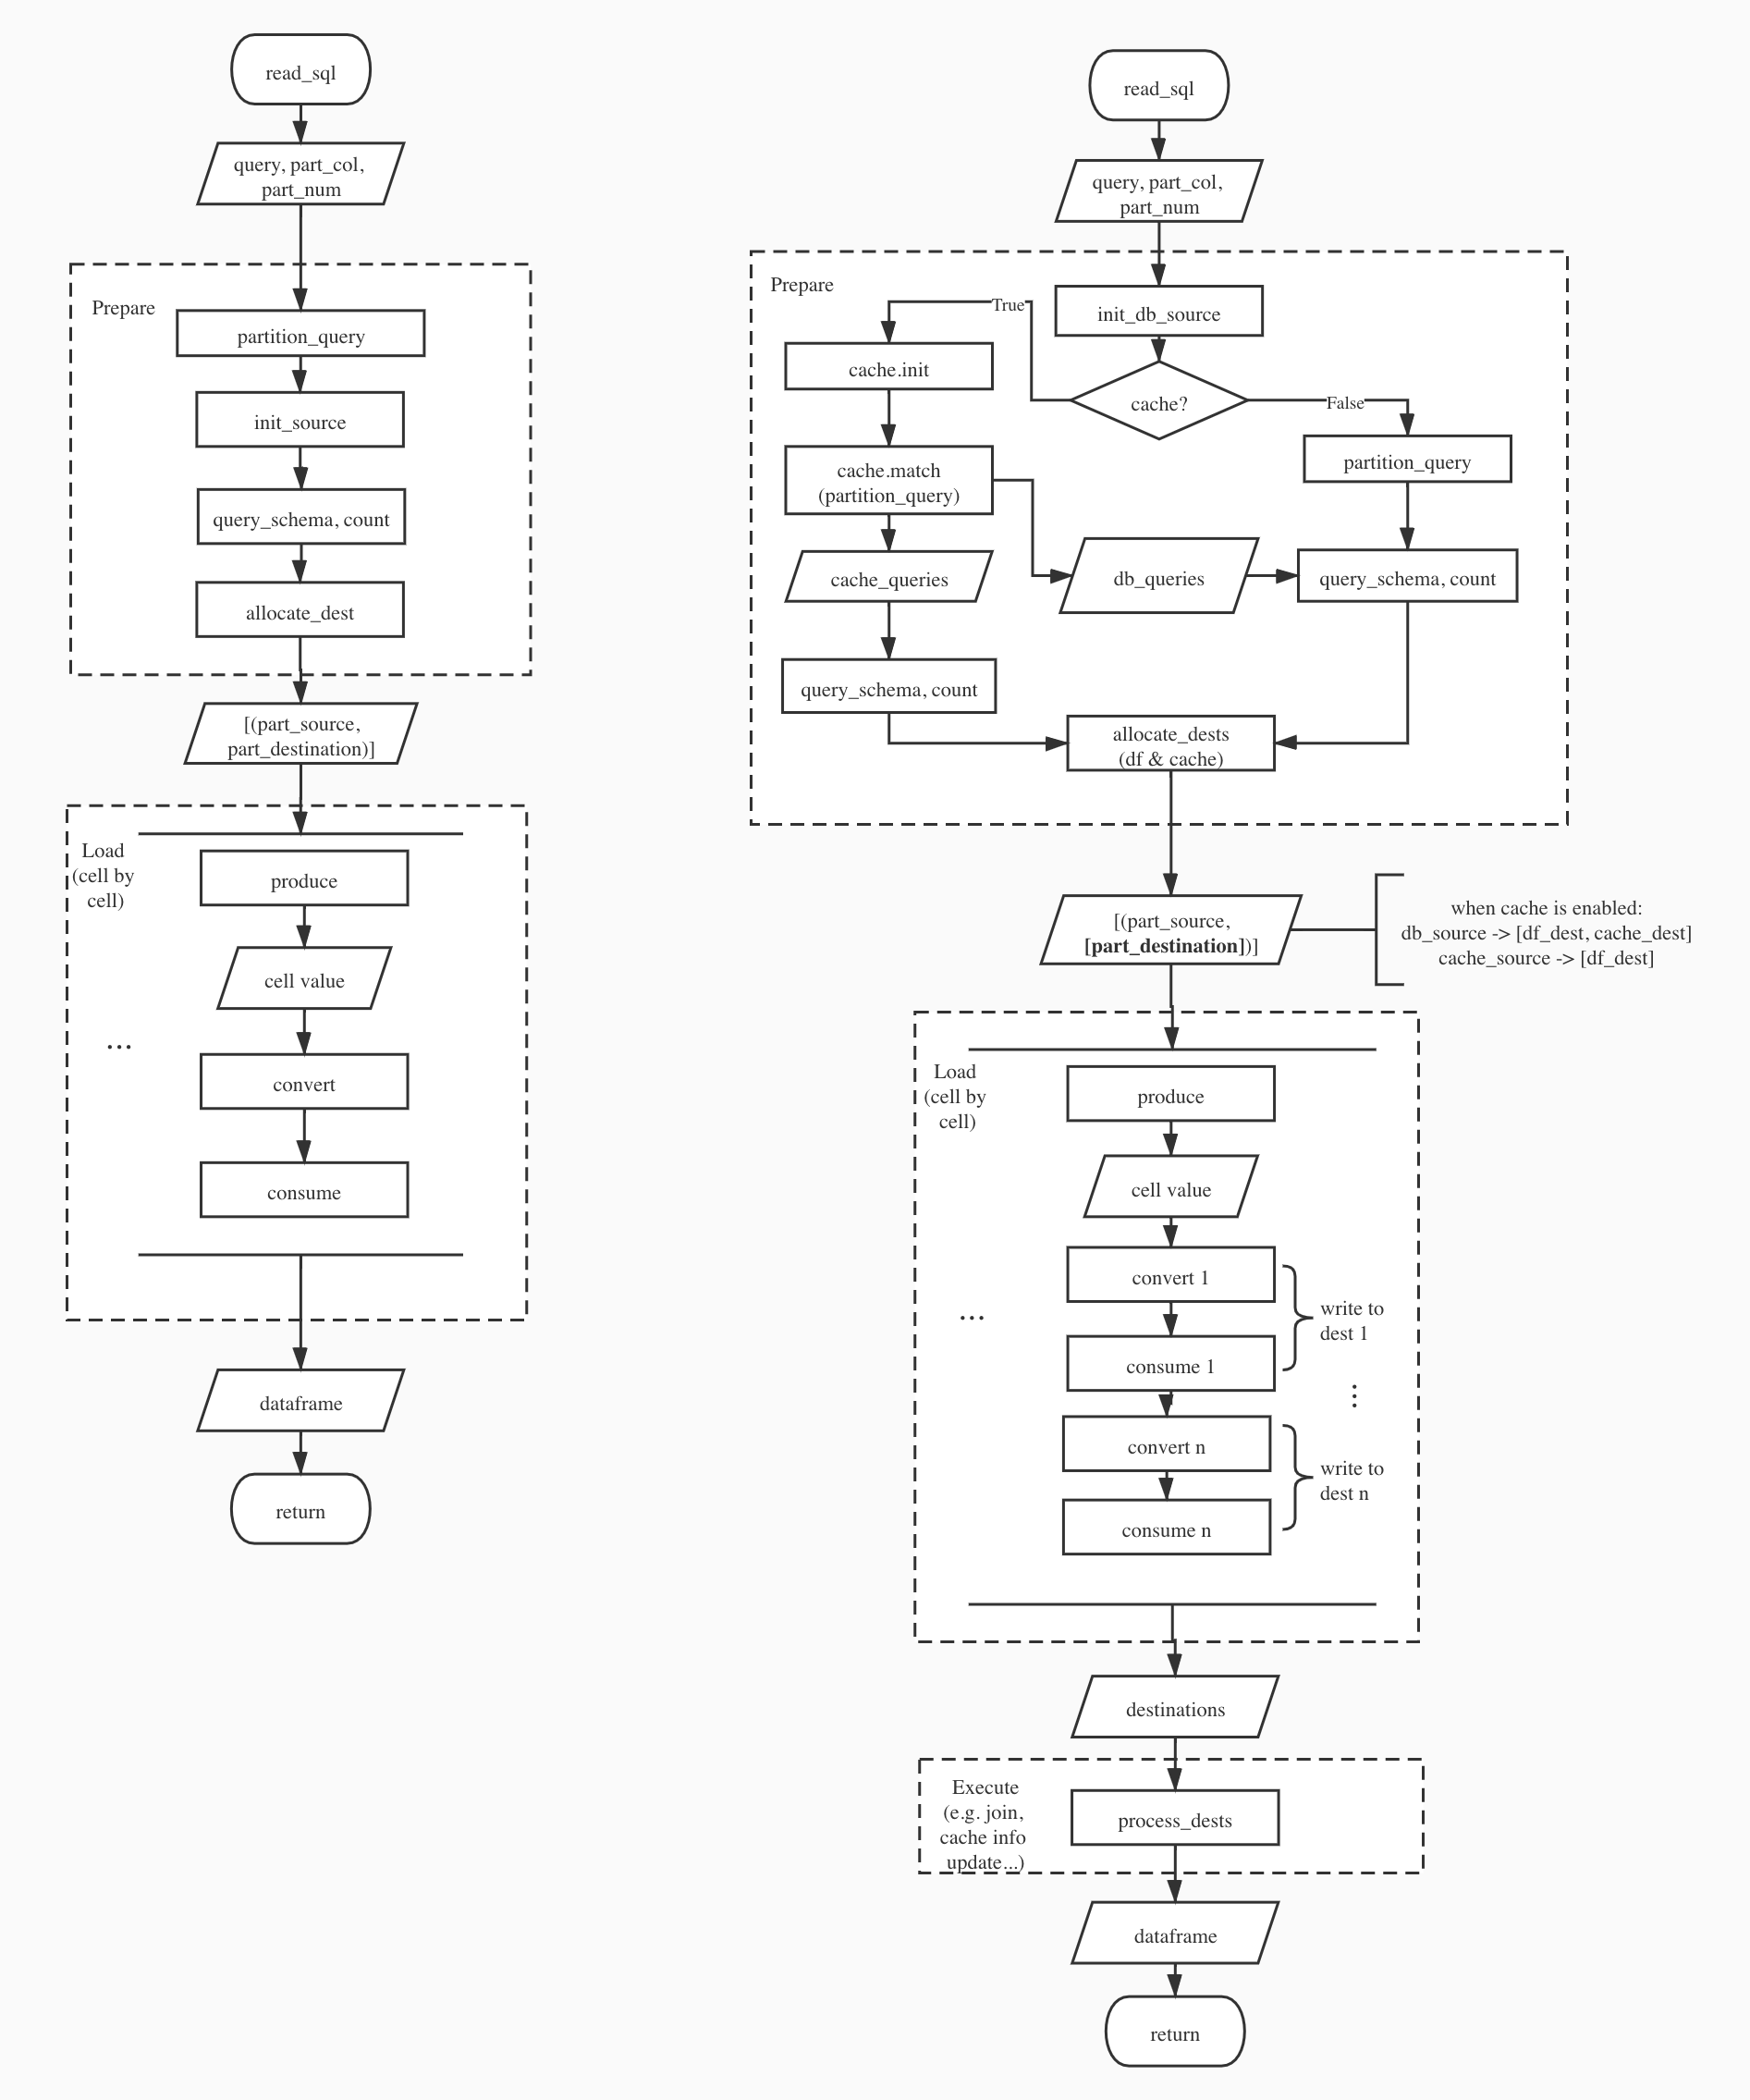 read_sql
query, part_col,
part_num
Prepare
partition_query
init_source
query_schema, count
allocate_dest
[(part_source,
part_destination)]
Load
(cell by
cell)
produce
cell value
...
convert
consume
dataframe
return
read_sql
query, part_col,
part_num
Prepare
init_db_source
True
cache.init
cache?
False
cache.match
(partition_query)
partition_query
cache_queries
db_queries
query_schema, count
query_schema, count
allocate_dests
(df & cache)
[(part_source,
[part_destination])]
when cache is enabled:
db_source -> [df_dest, cache_dest]
cache_source -> [df_dest]
Load
(cell by
cell)
produce
cell value
convert 1
...
write to
dest 1
consume 1
...
convert n
write to
dest n
consume n
destinations
Execute
(e.g. join,
cache info
update...)
process_dests
dataframe
return